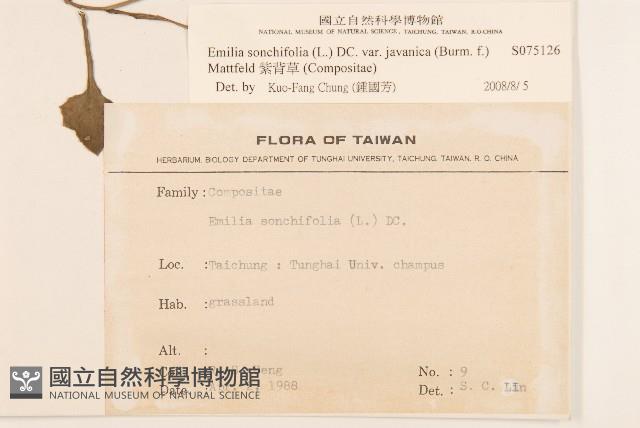 國立自然科學博物館
NATIONAL MUSEUM OF NATURAL SCIENCE, TAICHUNG, TAIWAN, R.O.CHINA
Emilia sonchifolia (L.) DC. var. javanica (Burm. f.) S075126
Mattfeld 紫背草 (Compositae)
Det. by Kuo-Fang Chung (鍾國芳) 2008/8/5
FLORA OF TAIWAN
HERBARIUM, BIOLOGY DEPARTMENT OF TUNGHAI UNIVERSITY, TAICHUNG, TAIWAN, R. O. CHINA
Family : Compositae
Emilia sonchifolia (L.) DC.
Loc. : Taichung : Tunghai Univ. champus
Hab. : grassland
Alt. :
No. : 9
Date. 1988 Det. : S. C. Lin
國立自然科學博物館
NATIONAL MUSEUM OF NATURAL SCIENCE